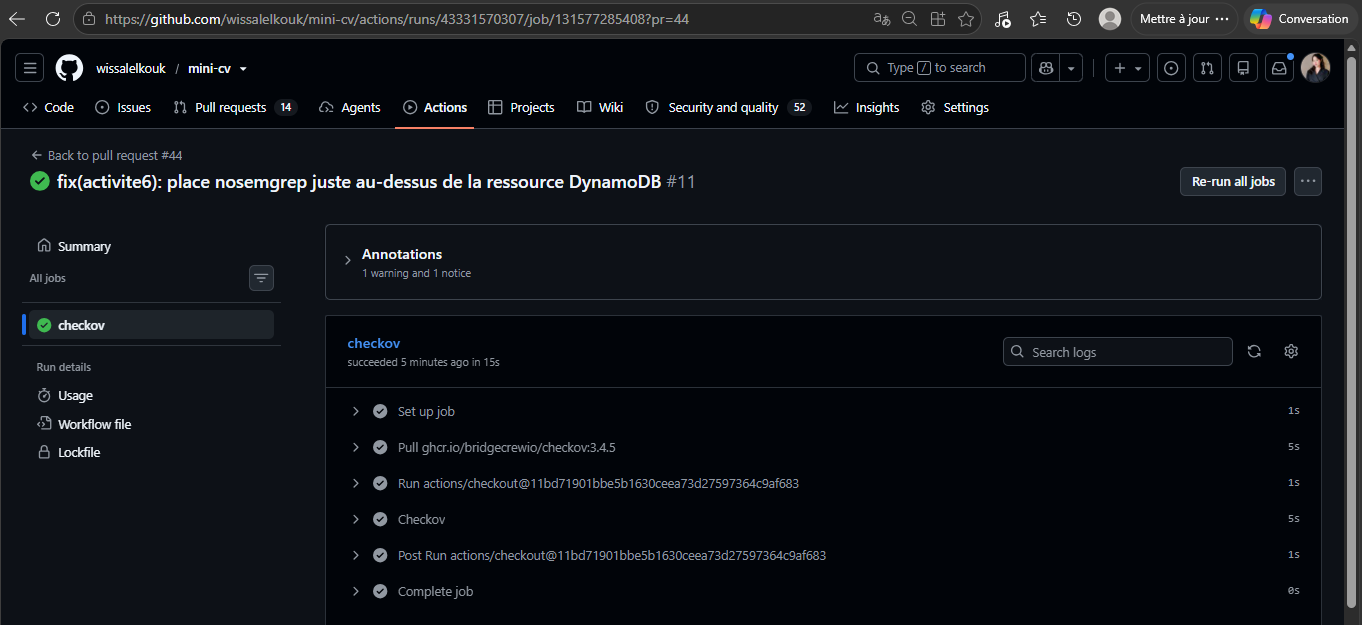 https://github.com/wissalelkouk/mini-cv/actions/runs/43331570307/job/131577285408?pr=44
Mettre à jour
Conversation
wissalelkouk / mini-cv
Type / to search
Code
Issues
Pull requests 14
Agents
Actions
Projects
Wiki
Security and quality 52
Insights
Settings
Back to pull request #44
fix(activite6): place nosemgrep juste au-dessus de la ressource DynamoDB #11
Re-run all jobs
Summary
All jobs
checkov
Run details
Usage
Workflow file
Lockfile
Annotations
1 warning and 1 notice
checkov
succeeded 5 minutes ago in 15s
Search logs
Set up job 1s
Pull ghcr.io/bridgecrewio/checkov:3.4.5 5s
Run actions/checkout@11bd71901bbe5b1630ceea73d27597364c9af683 1s
Checkov 5s
Post Run actions/checkout@11bd71901bbe5b1630ceea73d27597364c9af683 1s
Complete job 0s